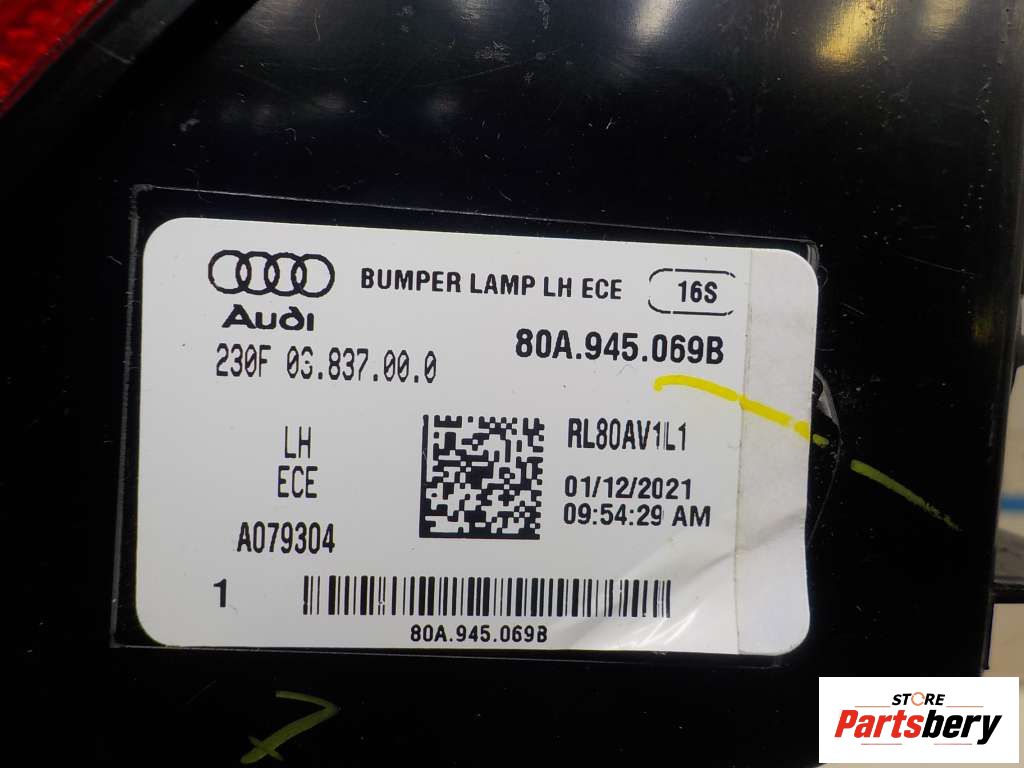 BUMPER LAMP LH ECE 16S
Audi
80A.945.069B
230F 03.837.00.0
LH
ECE
RL80AV1L1
01/12/2021
09:54:29 AM
A079304
1
80A.945.069B
STORE
Partsbery